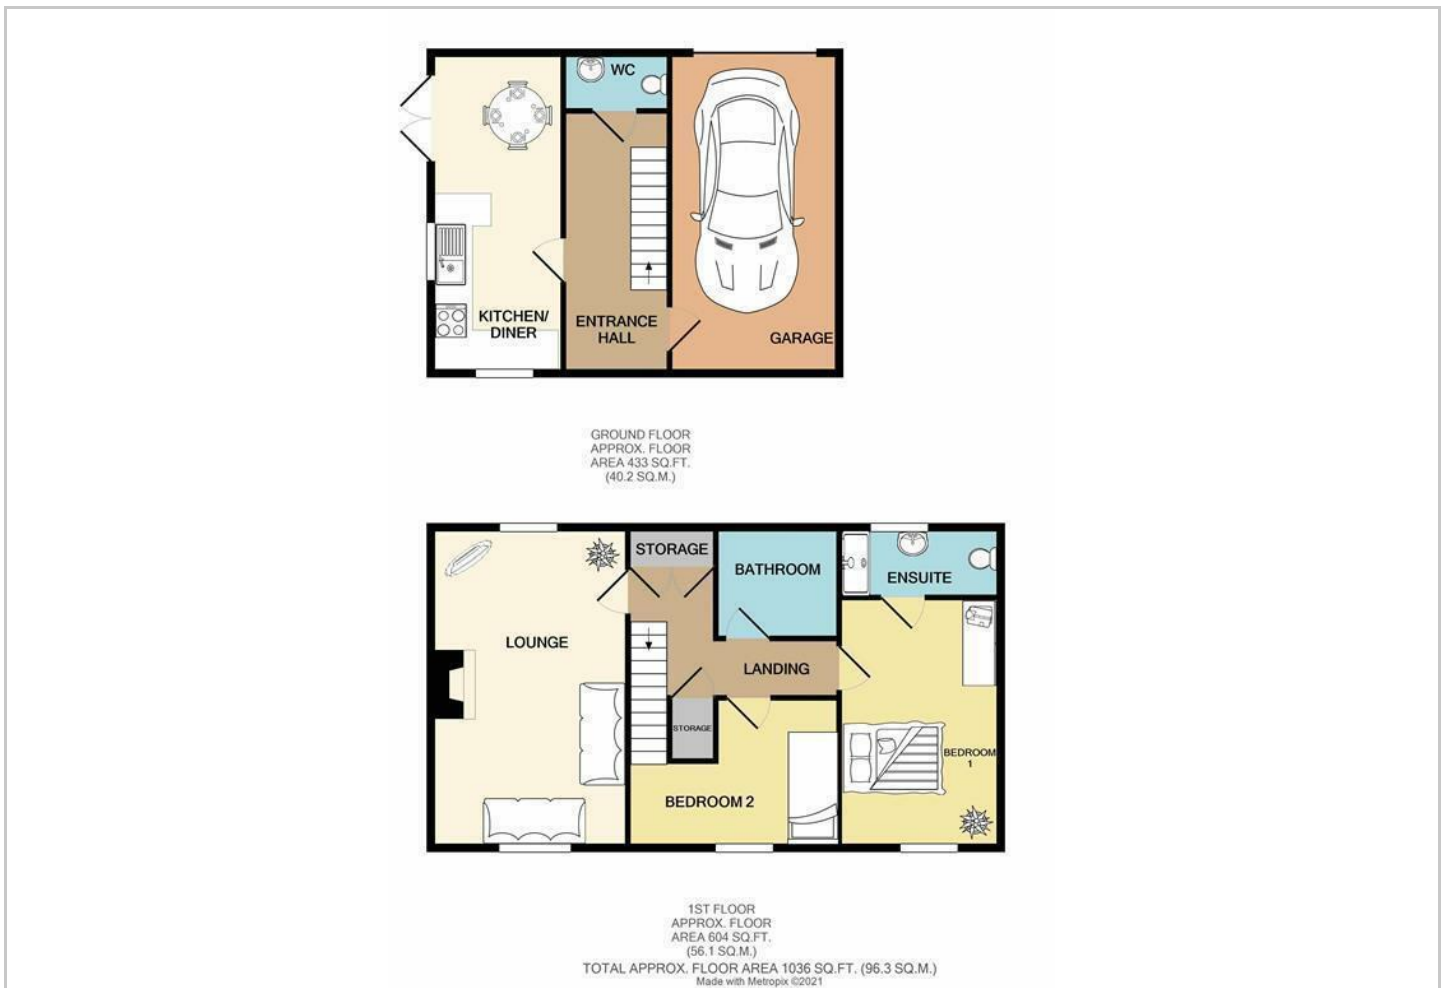 WC
KITCHEN/
DINER
ENTRANCE
HALL
GARAGE
GROUND FLOOR
APPROX. FLOOR
AREA 433 SQ.FT.
(40.2 SQ.M.)
STORAGE
BATHROOM
ENSUITE
LOUNGE
LANDING
STORAGE
BEDROOM
1
BEDROOM 2
1ST FLOOR
APPROX. FLOOR
AREA 604 SQ.FT.
(56.1 SQ.M.)
TOTAL APPROX. FLOOR AREA 1036 SQ.FT. (96.3 SQ.M.)
Made with Metropix ©2021